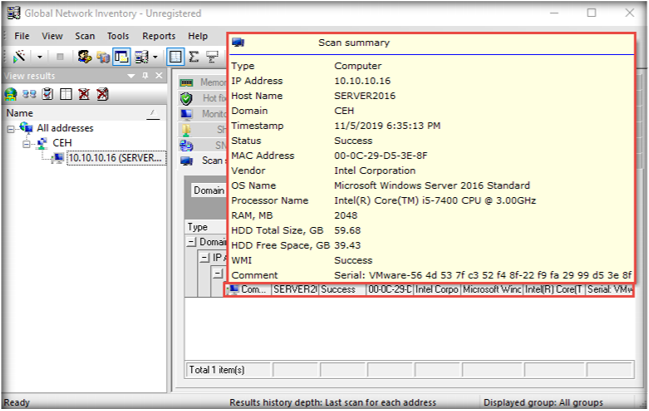 Global Network Inventory - Unregistered
File View Scan Tools Reports Help
View results
Name
All addresses
CEH
10.10.10.16 (SERVER...
Scan summary
Type Computer
IP Address 10.10.10.16
Host Name SERVER2016
Domain CEH
Timestamp 11/5/2019 6:35:13 PM
Status Success
MAC Address 00-0C-29-D5-3E-8F
Vendor Intel Corporation
OS Name Microsoft Windows Server 2016 Standard
Processor Name Intel(R) Core(TM) i5-7400 CPU @ 3.00GHz
RAM, MB 2048
HDD Total Size, GB 59.68
HDD Free Space, GB 39.43
WMI Success
Comment Serial: VMware-56 4d 53 7f c3 52 f4 8f-22 f9 fa 29 99 d5 3e 8f
Memor
Hot fix
Monito
SH
SN
Scan s
Domain
Type
Domai
IP A
Com... SERVER2( Success 00-0C-29-D Intel Corpo Microsoft Winc Intel(R) Core(T Serial: VMw
Total 1 item(s)
Ready Results history depth: Last scan for each address Displayed group: All groups